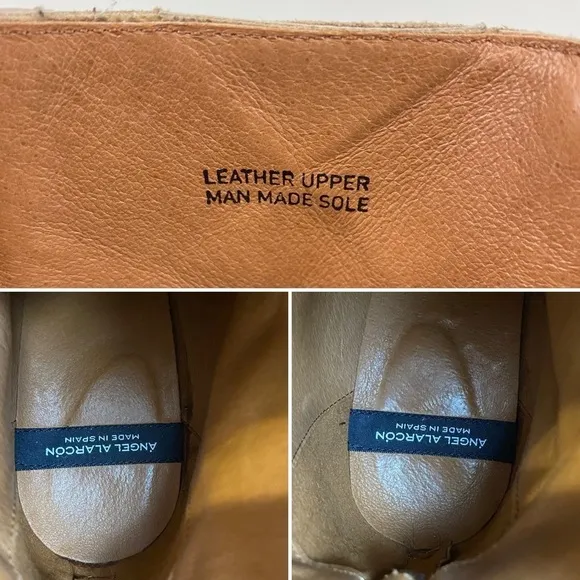 LEATHER UPPER
MAN MADE SOLE
ÁNGEL ALARCÓN
MADE IN SPAIN
ÁNGEL ALARCÓN
MADE IN SPAIN